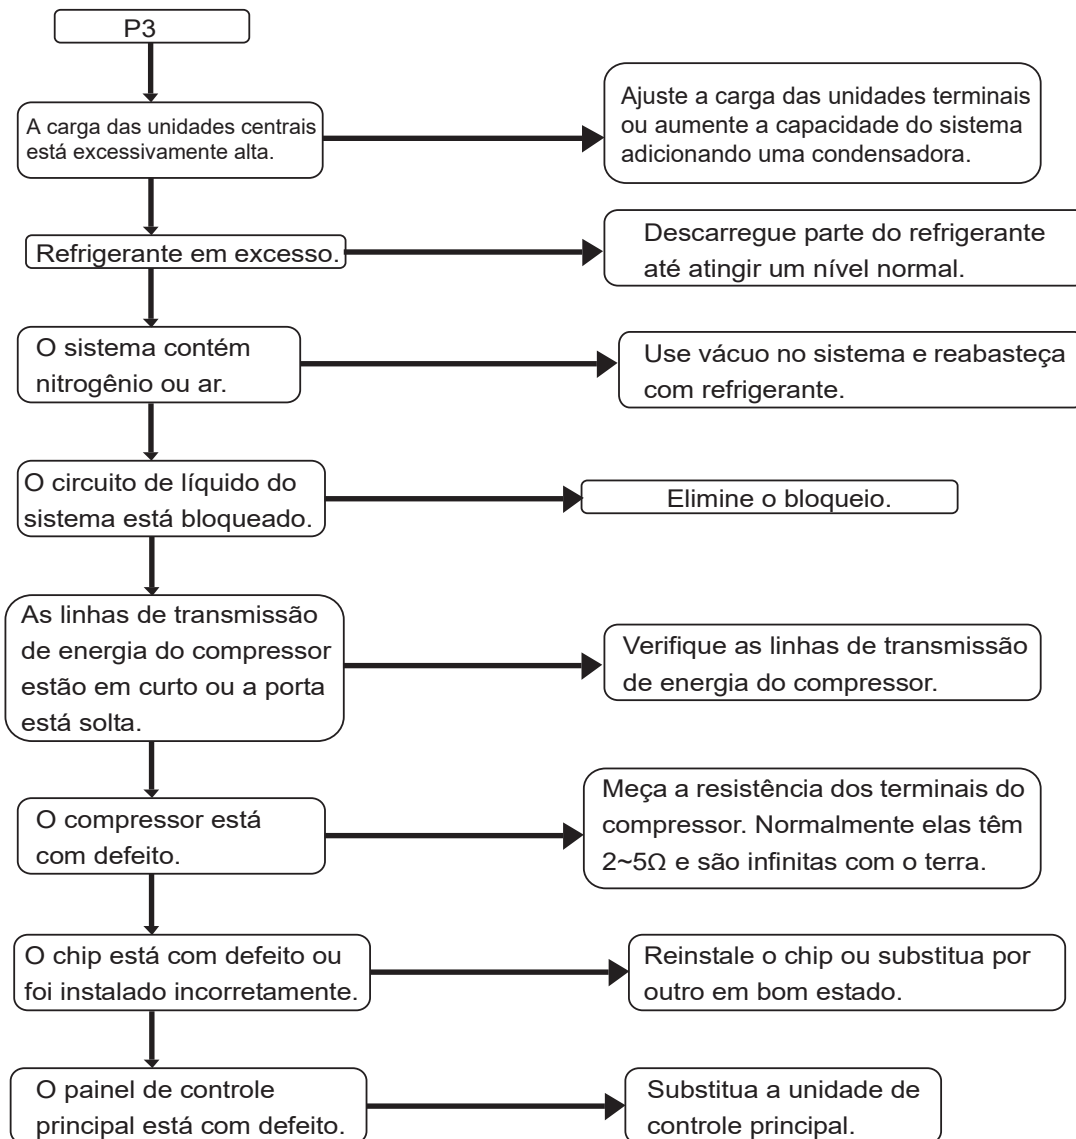 P3
A carga das unidades centrais
está excessivamente alta.
Ajuste a carga das unidades terminais
ou aumente a capacidade do sistema
adicionando uma condensadora.
Refrigerante em excesso.
Descarregue parte do refrigerante
até atingir um nível normal.
O sistema contém
nitrogênio ou ar.
Use vácuo no sistema e reabasteça
com refrigerante.
O circuito de líquido do
sistema está bloqueado.
Elimine o bloqueio.
As linhas de transmissão
de energia do compressor
estão em curto ou a porta
está solta.
Verifique as linhas de transmissão
de energia do compressor.
O compressor está
com defeito.
Meça a resistência dos terminais do
compressor. Normalmente elas têm
2~5Ω e são infinitas com o terra.
O chip está com defeito ou
foi instalado incorretamente.
Reinstale o chip ou substitua por
outro em bom estado.
O painel de controle
principal está com defeito.
Substitua a unidade de
controle principal.